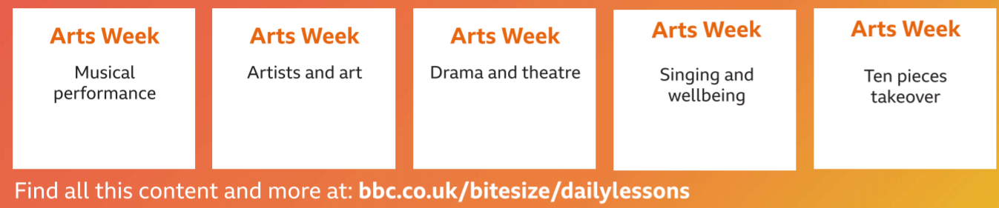 Arts Week
Musical
performance
Arts Week
Artists and art
Arts Week
Drama and theatre
Arts Week
Singing and
wellbeing
Arts Week
Ten pieces
takeover
Find all this content and more at: bbc.co.uk/bitesize/dailylessons